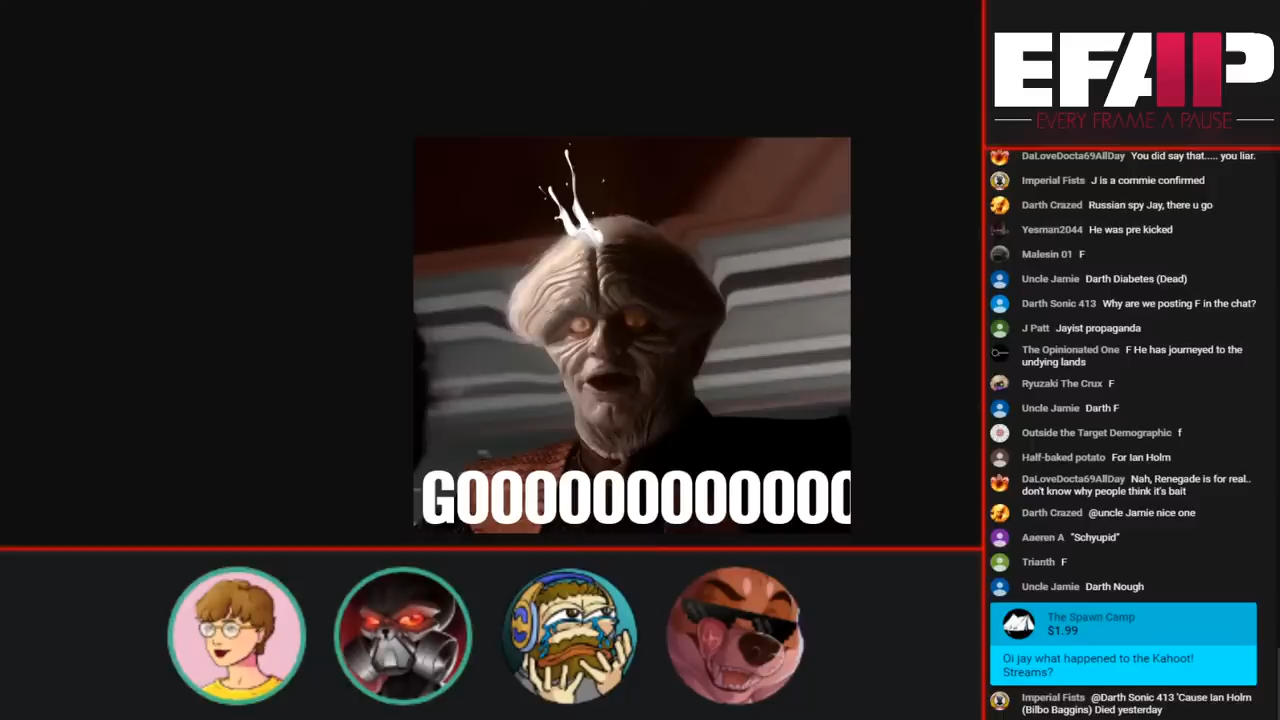 EFAP
EVERY FRAME A PAUSE
DaLoveDocta69AllDay You did say that..... you liar.
Imperial Fists J is a commie confirmed
Darth Crazed Russian spy Jay, there u go
Yesman2044 He was pre kicked
Malesin 01 F
Uncle Jamie Darth Diabetes (Dead)
Darth Sonic 413 Why are we posting F in the chat?
J Patt Jayist propaganda
The Opinionated One F He has journeyed to the
undying lands
Ryuzaki The Crux F
Uncle Jamie Darth F
Outside the Target Demographic f
Half-baked potato For Ian Holm
DaLoveDocta69AllDay Nah, Renegade is for real..
don't know why people think it's bait
Darth Crazed @uncle Jamie nice one
Aaeren A "Schyupid"
Trianth F
Uncle Jamie Darth Nough
The Spawn Camp
$1.99
Oi jay what happened to the Kahoot!
Streams?
Imperial Fists @Darth Sonic 413 'Cause Ian Holm
(Bilbo Baggins) Died yesterday
GOOOOOOOOOOOO